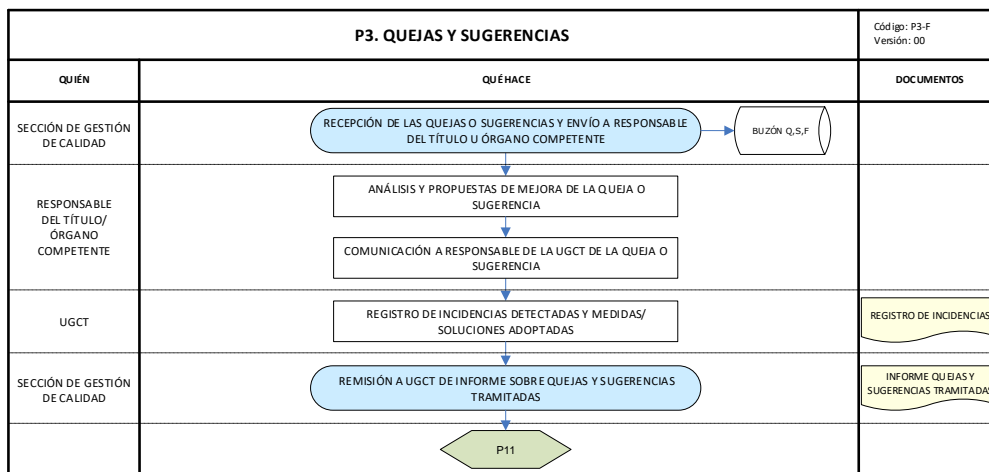 P3. QUEJAS Y SUGERENCIAS
Código: P3-F
Versión: 00
QUIÉN
QUÉ HACE
DOCUMENTOS
SECCIÓN DE GESTIÓN
DE CALIDAD
RECEPCIÓN DE LAS QUEJAS O SUGERENCIAS Y ENVÍO A RESPONSABLE
DEL TÍTULO U ÓRGANO COMPETENTE
BUZÓN Q,S,F
RESPONSABLE
DEL TÍTULO/
ÓRGANO
COMPETENTE
ANÁLISIS Y PROPUESTAS DE MEJORA DE LA QUEJA O
SUGERENCIA
COMUNICACIÓN A RESPONSABLE DE LA UGCT DE LA QUEJA O
SUGERENCIA
UGCT
REGISTRO DE INCIDENCIAS DETECTADAS Y MEDIDAS/
SOLUCIONES ADOPTADAS
REGISTRO DE INCIDENCIAS
SECCIÓN DE GESTIÓN
DE CALIDAD
REMISIÓN A UGCT DE INFORME SOBRE QUEJAS Y SUGERENCIAS
TRAMITADAS
INFORME QUEJAS Y
SUGERENCIAS TRAMITADAS
P11